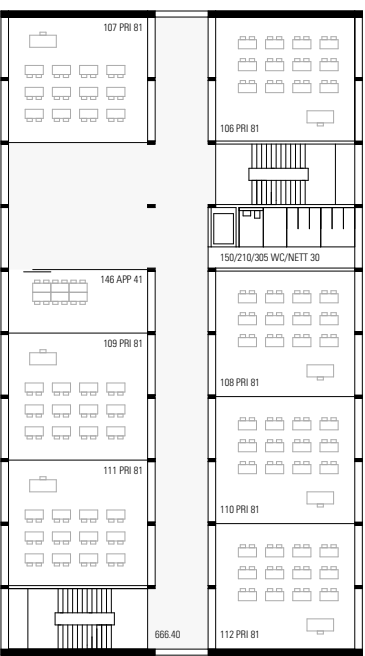 107 PRI 81
106 PRI 81
150/210/305 WC/NETT 30
146 APP 41
109 PRI 81
108 PRI 81
111 PRI 81
110 PRI 81
666.40
112 PRI 81